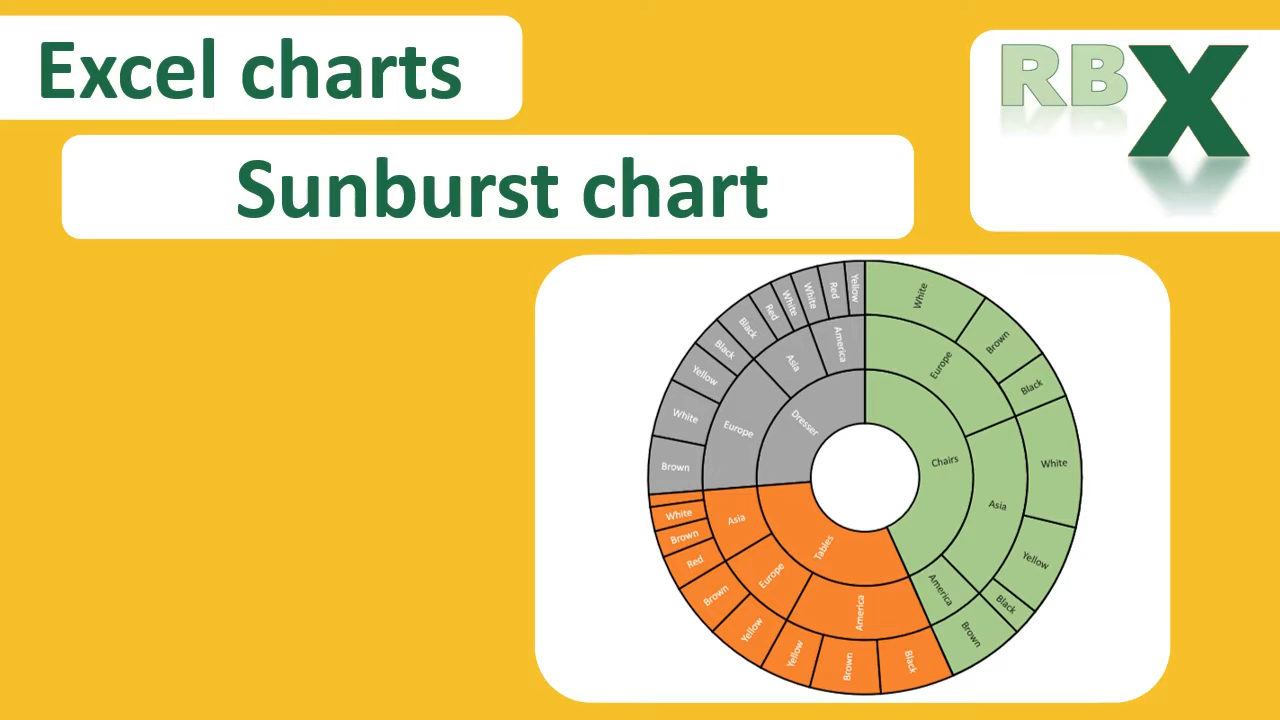 Excel charts
RBX
Sunburst chart
White
Brown
Black
White
Yellow
Black
Brown
Europe
Asia
America
Chairs
Black
Brown
Yellow
Yellow
Brown
Red
Brown
White
America
Europe
Asia
Tables
Brown
White
Yellow
Black
Black
Red
White
White
Red
Yellow
Europe
Asia
America
Dresser